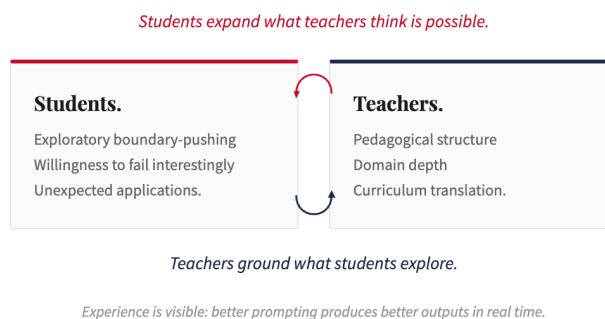 Students expand what teachers think is possible.
Students.
Exploratory boundary-pushing
Willingness to fail interestingly
Unexpected applications.
Teachers.
Pedagogical structure
Domain depth
Curriculum translation.
Teachers ground what students explore.
Experience is visible: better prompting produces better outputs in real time.